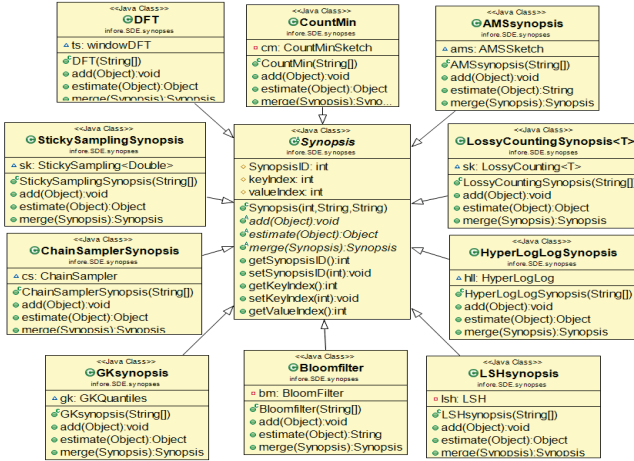 <<Java Class>>
DFT
infore.SDE.synopses
ts: windowDFT
DFT(String[])
add(Object):void
estimate(Object):Object
merge(Synopsis):Synopsis
<<Java Class>>
CountMin
infore.SDE.synopses
cm: CountMinSketch
CountMin(String[])
add(Object):void
estimate(Object):Object
merge(Synopsis):Syno...
<<Java Class>>
AMSsynopsis
infore.SDE.synopses
ams: AMSSketch
AMSsynopsis(String[])
add(Object):void
estimate(Object):String
merge(Synopsis):Synopsis
<<Java Class>>
StickySamplingSynopsis
infore.SDE.synopses
sk: StickySampling<Double>
StickySamplingSynopsis(String[])
add(Object):void
estimate(Object):Object
merge(Synopsis):Synopsis
<<Java Class>>
Synopsis
infore.SDE.synopses
SynopsisID: int
keyIndex: int
valueIndex: int
Synopsis(int,String,String)
add(Object):void
estimate(Object):Object
merge(Synopsis):Synopsis
getSynopsisID():int
setSynopsisID(int):void
getKeyIndex():int
setKeyIndex(int):void
getValueIndex():int
<<Java Class>>
LossyCountingSynopsis<T>
infore.SDE.synopses
sk: LossyCounting<T>
LossyCountingSynopsis(String[])
add(Object):void
estimate(Object):Object
merge(Synopsis):Synopsis
<<Java Class>>
ChainSamplerSynopsis
infore.SDE.synopses
cs: ChainSampler
ChainSamplerSynopsis(String[])
add(Object):void
estimate(Object):Object
merge(Synopsis):Synopsis
<<Java Class>>
HyperLogLogSynopsis
infore.SDE.synopses
hll: HyperLogLog
HyperLogLogSynopsis(String[])
add(Object):void
estimate(Object):Object
merge(Synopsis):Synopsis
<<Java Class>>
GKsynopsis
infore.SDE.synopses
gk: GKQuantiles
GKsynopsis(String[])
add(Object):void
estimate(Object):Object
merge(Synopsis):Synopsis
<<Java Class>>
Bloomfilter
infore.SDE.synopses
bm: BloomFilter
Bloomfilter(String[])
add(Object):void
estimate(Object):String
merge(Synopsis):Synopsis
<<Java Class>>
LSHsynopsis
infore.SDE.synopses
lsh: LSH
LSHsynopsis(String[])
add(Object):void
estimate(Object):Object
merge(Synopsis):Synopsis